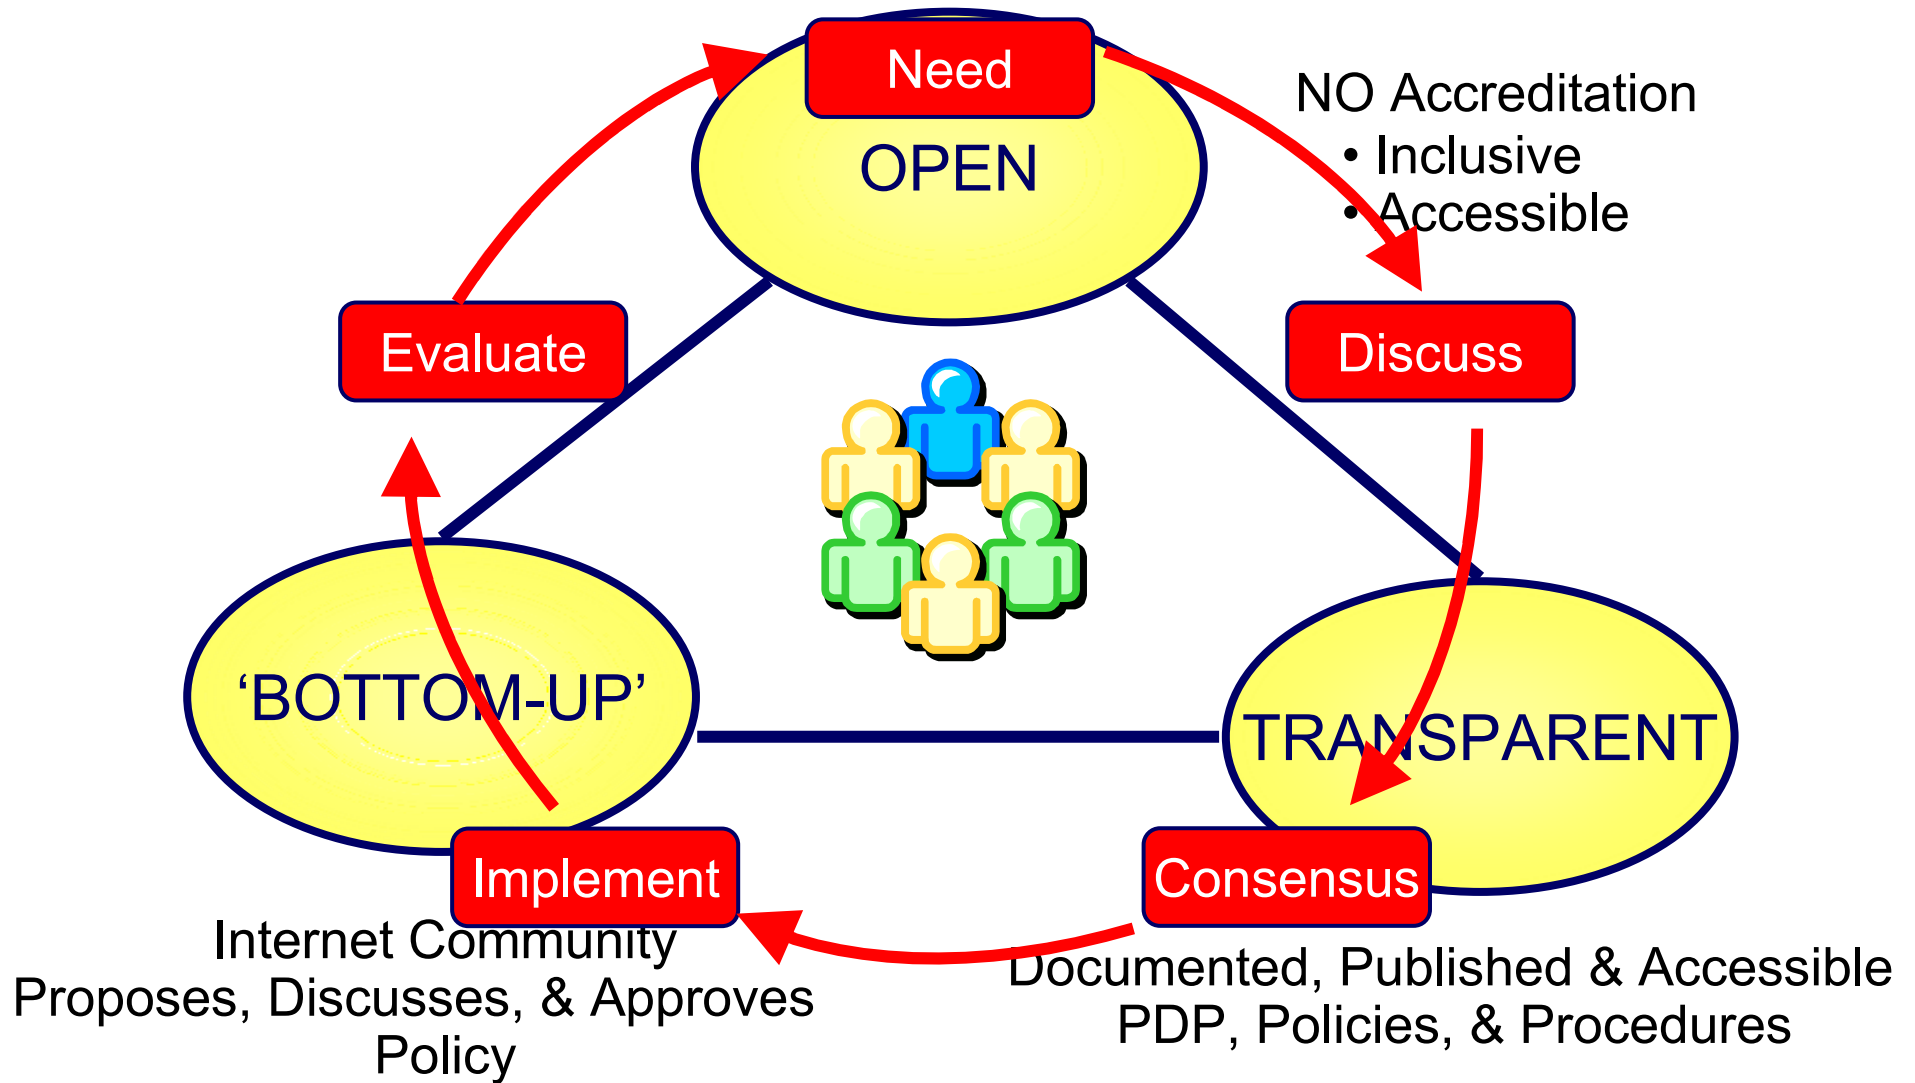 Need
OPEN
NO Accreditation
• Inclusive
• Accessible
Evaluate
Discuss
‘BOTTOM-UP’
TRANSPARENT
Implement
Consensus
Internet Community
Proposes, Discusses, & Approves
Policy
Documented, Published & Accessible
PDP, Policies, & Procedures